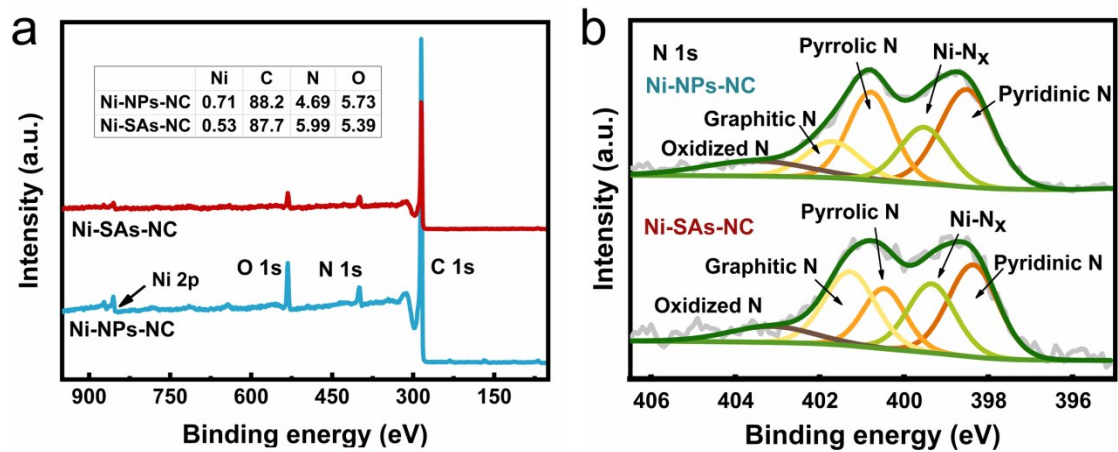 a
Ni C N O
Ni-NPs-NC 0.71 88.2 4.69 5.73
Ni-SAs-NC 0.53 87.7 5.99 5.39
Ni-SAs-NC
Ni 2p
O 1s
N 1s
C 1s
Ni-NPs-NC
900 750 600 450 300 150
Binding energy (eV)
Intensity (a.u.)
b
N 1s
Ni-NPs-NC
Pyrrolic N
Ni-Nx
Pyridinic N
Graphitic N
Oxidized N
Ni-SAs-NC
Pyrrolic N
Ni-Nx
Pyridinic N
Graphitic N
Oxidized N
406 404 402 400 398 396
Binding energy (eV)
Intensity (a.u.)